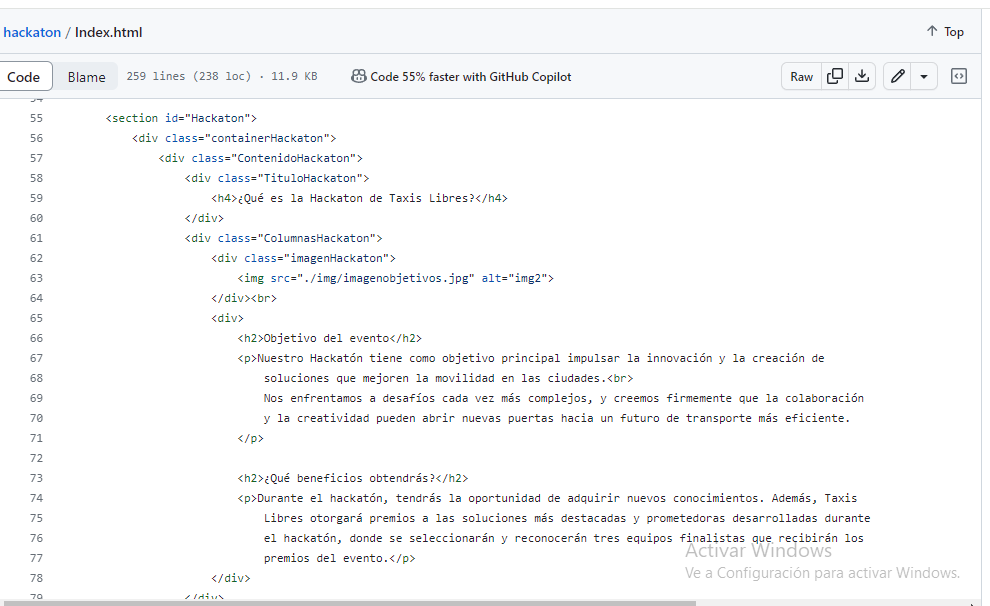 hackaton / Index.html
Top
Code Blame 259 lines (238 loc) · 11.9 KB Code 55% faster with GitHub Copilot Raw
54
55 <section id="Hackaton">
56 <div class="containerHackaton">
57 <div class="ContenidoHackaton">
58 <div class="TituloHackaton">
59 <h4>¿Qué es la Hackaton de Taxis Libres?</h4>
60 </div>
61 <div class="ColumnasHackaton">
62 <div class="imagenHackaton">
63 <img src="./img/imagenobjetivos.jpg" alt="img2">
64 </div><br>
65 <div>
66 <h2>Objetivo del evento</h2>
67 <p>Nuestro Hackatón tiene como objetivo principal impulsar la innovación y la creación de
68 soluciones que mejoren la movilidad en las ciudades.<br>
69 Nos enfrentamos a desafíos cada vez más complejos, y creemos firmemente que la colaboración
70 y la creatividad pueden abrir nuevas puertas hacia un futuro de transporte más eficiente.
71 </p>
72
73 <h2>¿Qué beneficios obtendrás?</h2>
74 <p>Durante el hackatón, tendrás la oportunidad de adquirir nuevos conocimientos. Además, Taxis
75 Libres otorgará premios a las soluciones más destacadas y prometedoras desarrolladas durante
76 el hackatón, donde se seleccionarán y reconocerán tres equipos finalistas que recibirán los
77 premios del evento.</p>
78 </div>
79 </div>
Activar Windows
Ve a Configuración para activar Windows.